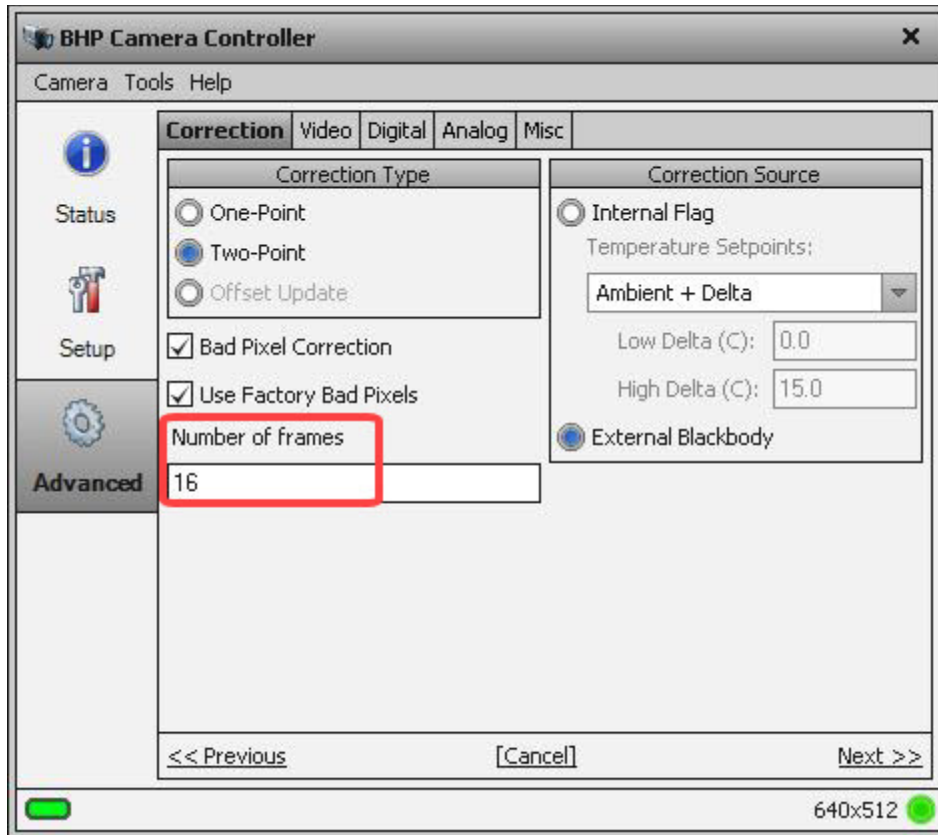 BHP Camera Controller
Camera Tools Help
Correction Video Digital Analog Misc
Status
Setup
Advanced
Correction Type
One-Point
Two-Point
Offset Update
Bad Pixel Correction
Use Factory Bad Pixels
Number of frames
16
Correction Source
Internal Flag
Temperature Setpoints:
Ambient + Delta
Low Delta (C): 0.0
High Delta (C): 15.0
External Blackbody
<< Previous [Cancel] Next >>
640x512